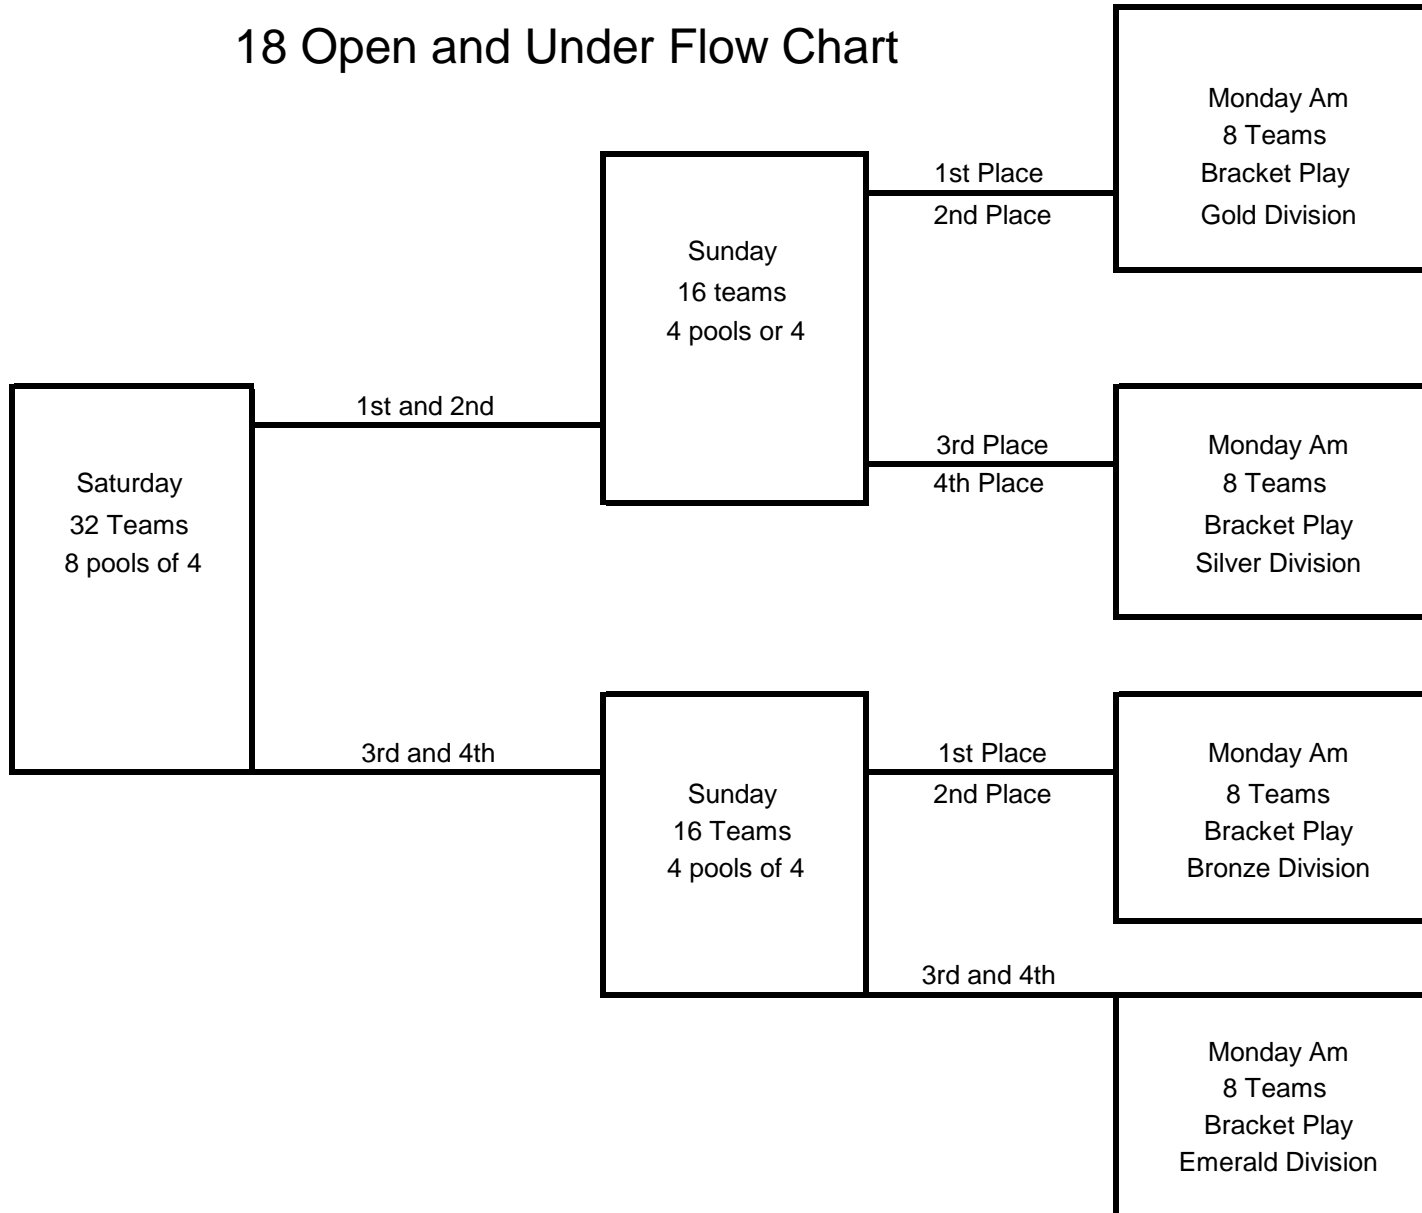 18 Open and Under Flow Chart
Monday Am
8 Teams
Bracket Play
Gold Division
1st Place
2nd Place
Sunday
16 teams
4 pools or 4
1st and 2nd
3rd Place
4th Place
Monday Am
8 Teams
Bracket Play
Silver Division
Saturday
32 Teams
8 pools of 4
3rd and 4th
1st Place
2nd Place
Monday Am
8 Teams
Bracket Play
Bronze Division
Sunday
16 Teams
4 pools of 4
3rd and 4th
Monday Am
8 Teams
Bracket Play
Emerald Division